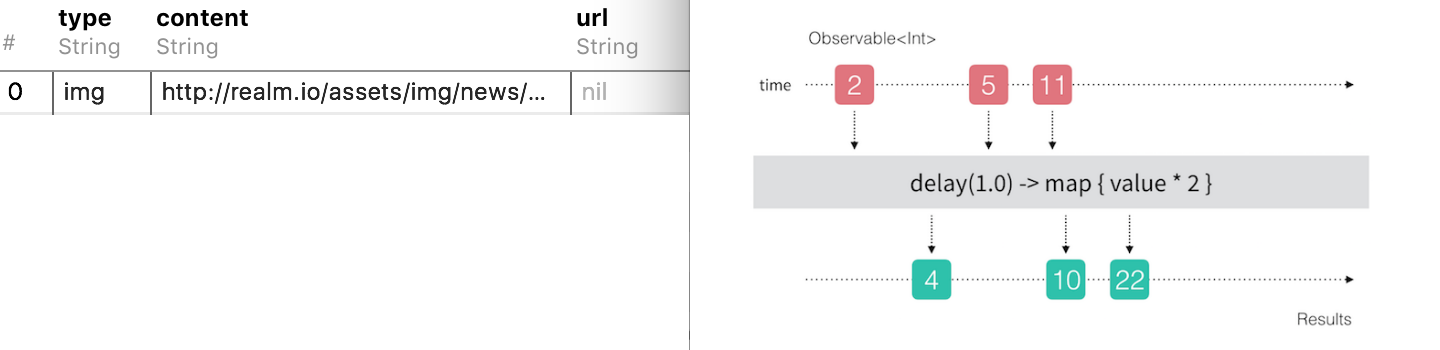 # type content url
String String String
0 img http://realm.io/assets/img/news/... nil
Observable<Int>
time 2 5 11
delay(1.0) -> map { value * 2 }
4 10 22
Results